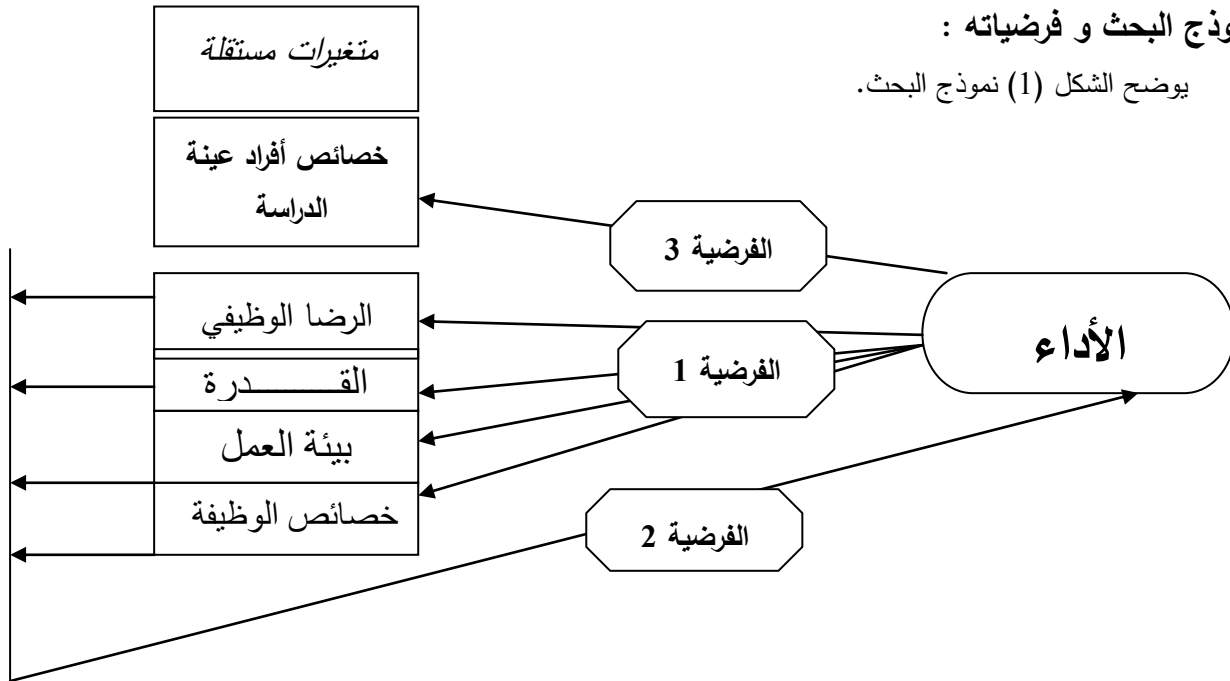 وذج البحث و فرضياته :
يوضح الشكل (1) نموذج البحث.
متغيرات مستقلة
خصائص أفراد عينة
الدراسة
الفرضية 3
الرضا الوظيفي
الأداء
الفرضية 1
القـــــــــدرة
بيئة العمل
خصائص الوظيفة
الفرضية 2